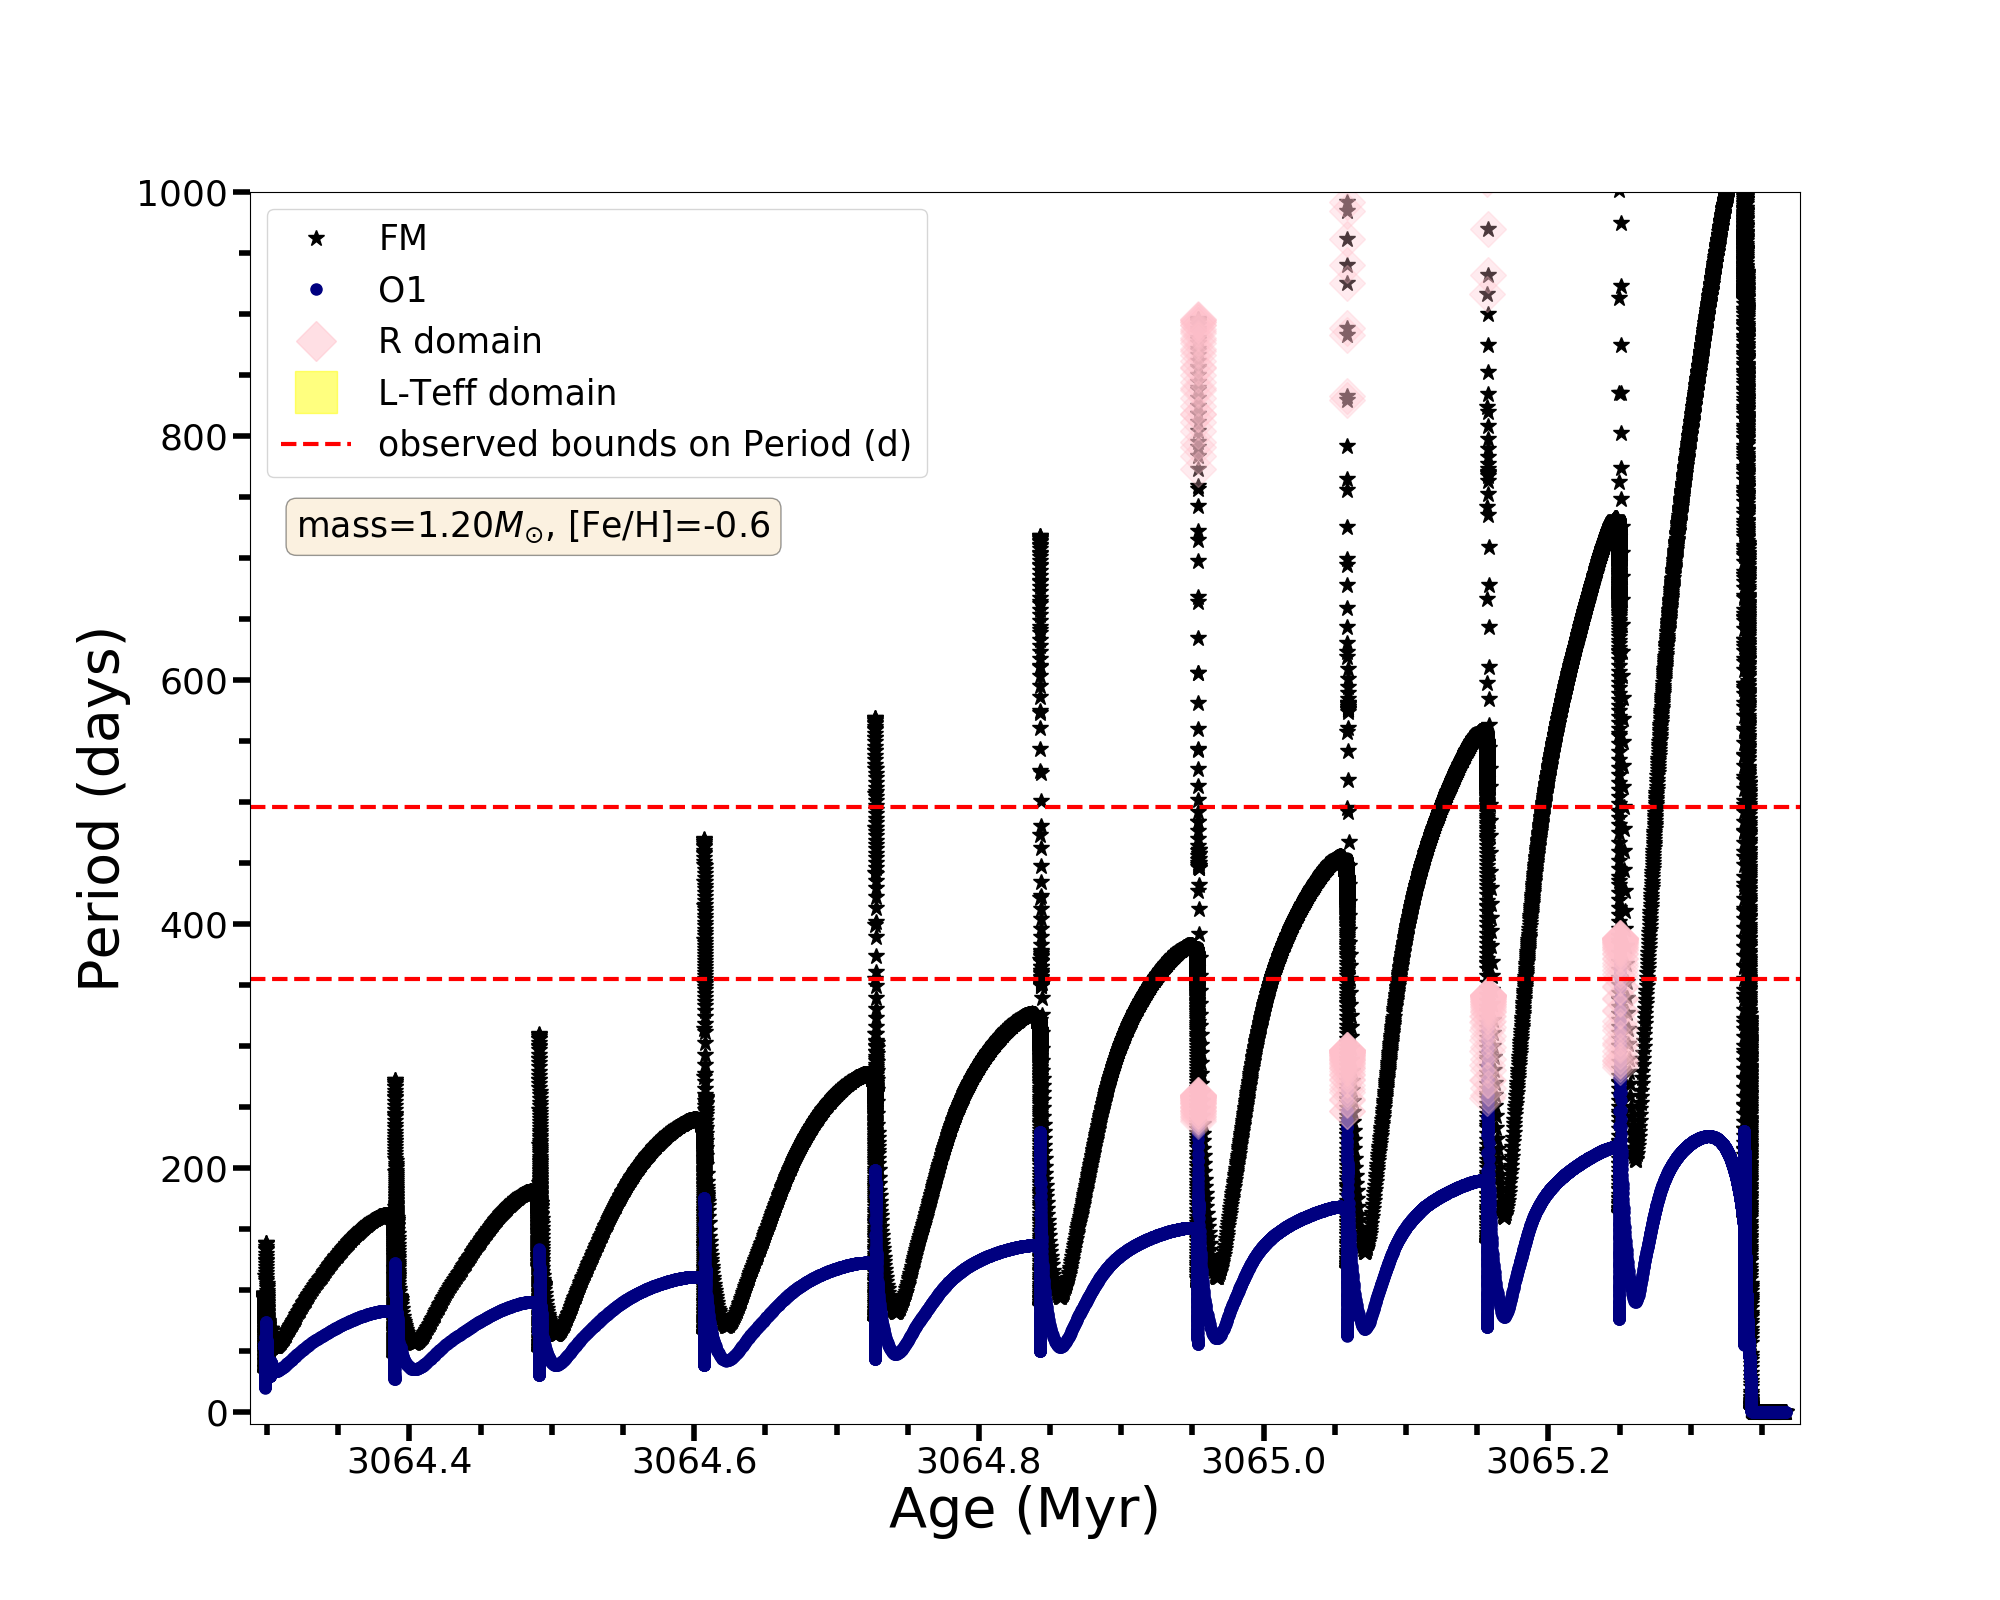 1000
800
600
400
200
0
Period (days)
FM
O1
R domain
L-Teff domain
observed bounds on Period (d)
mass=1.20M⊙, [Fe/H]=-0.6
3064.4 3064.6 3064.8 3065.0 3065.2
Age (Myr)